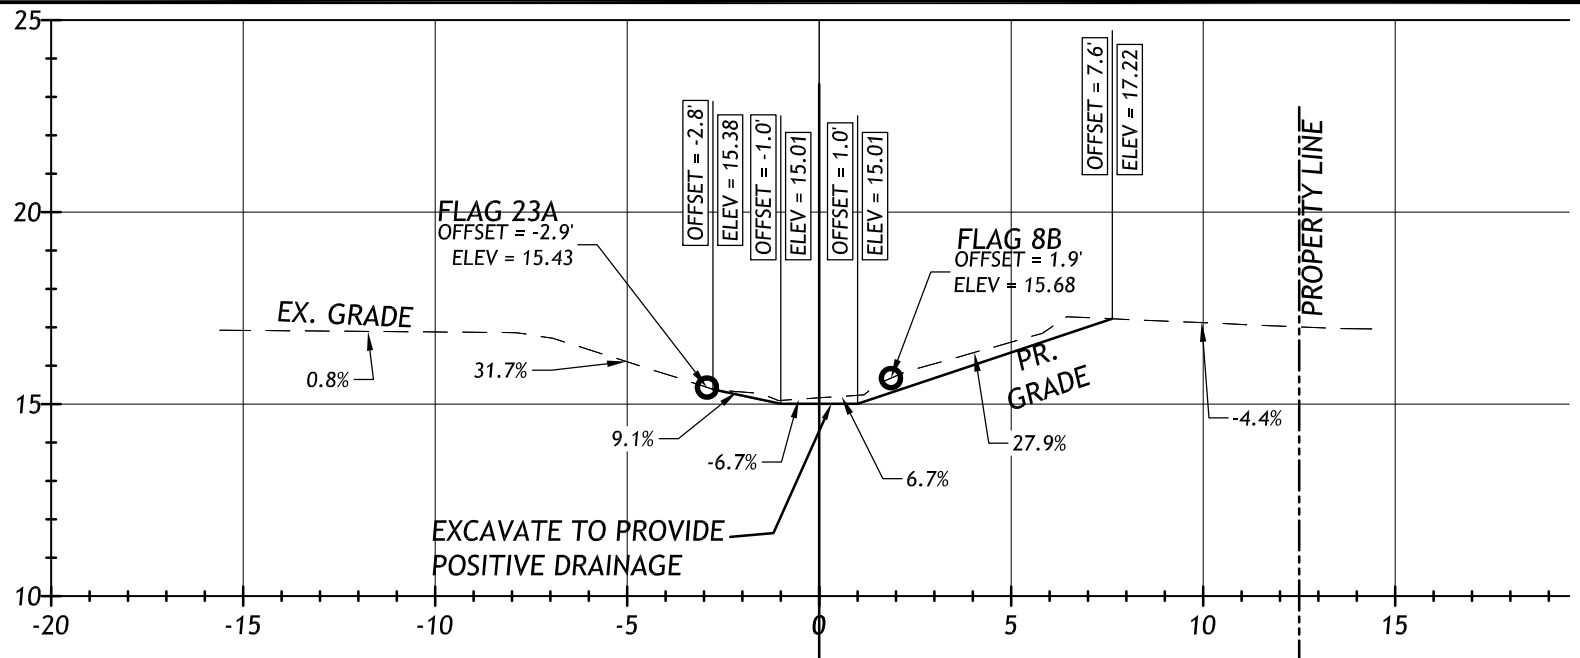 25
20
15
10
-20
-15
-10
-5
0
5
10
15
OFFSET = -2.8'
ELEV = 15.38
OFFSET = -1.0'
ELEV = 15.01
OFFSET = 1.0'
ELEV = 15.01
OFFSET = 7.6'
ELEV = 17.22
PROPERTY LINE
FLAG 23A
OFFSET = -2.9'
ELEV = 15.43
FLAG 8B
OFFSET = 1.9'
ELEV = 15.68
EX. GRADE
0.8%
31.7%
9.1%
-6.7%
6.7%
27.9%
-4.4%
PR.
GRADE
EXCAVATE TO PROVIDE
POSITIVE DRAINAGE